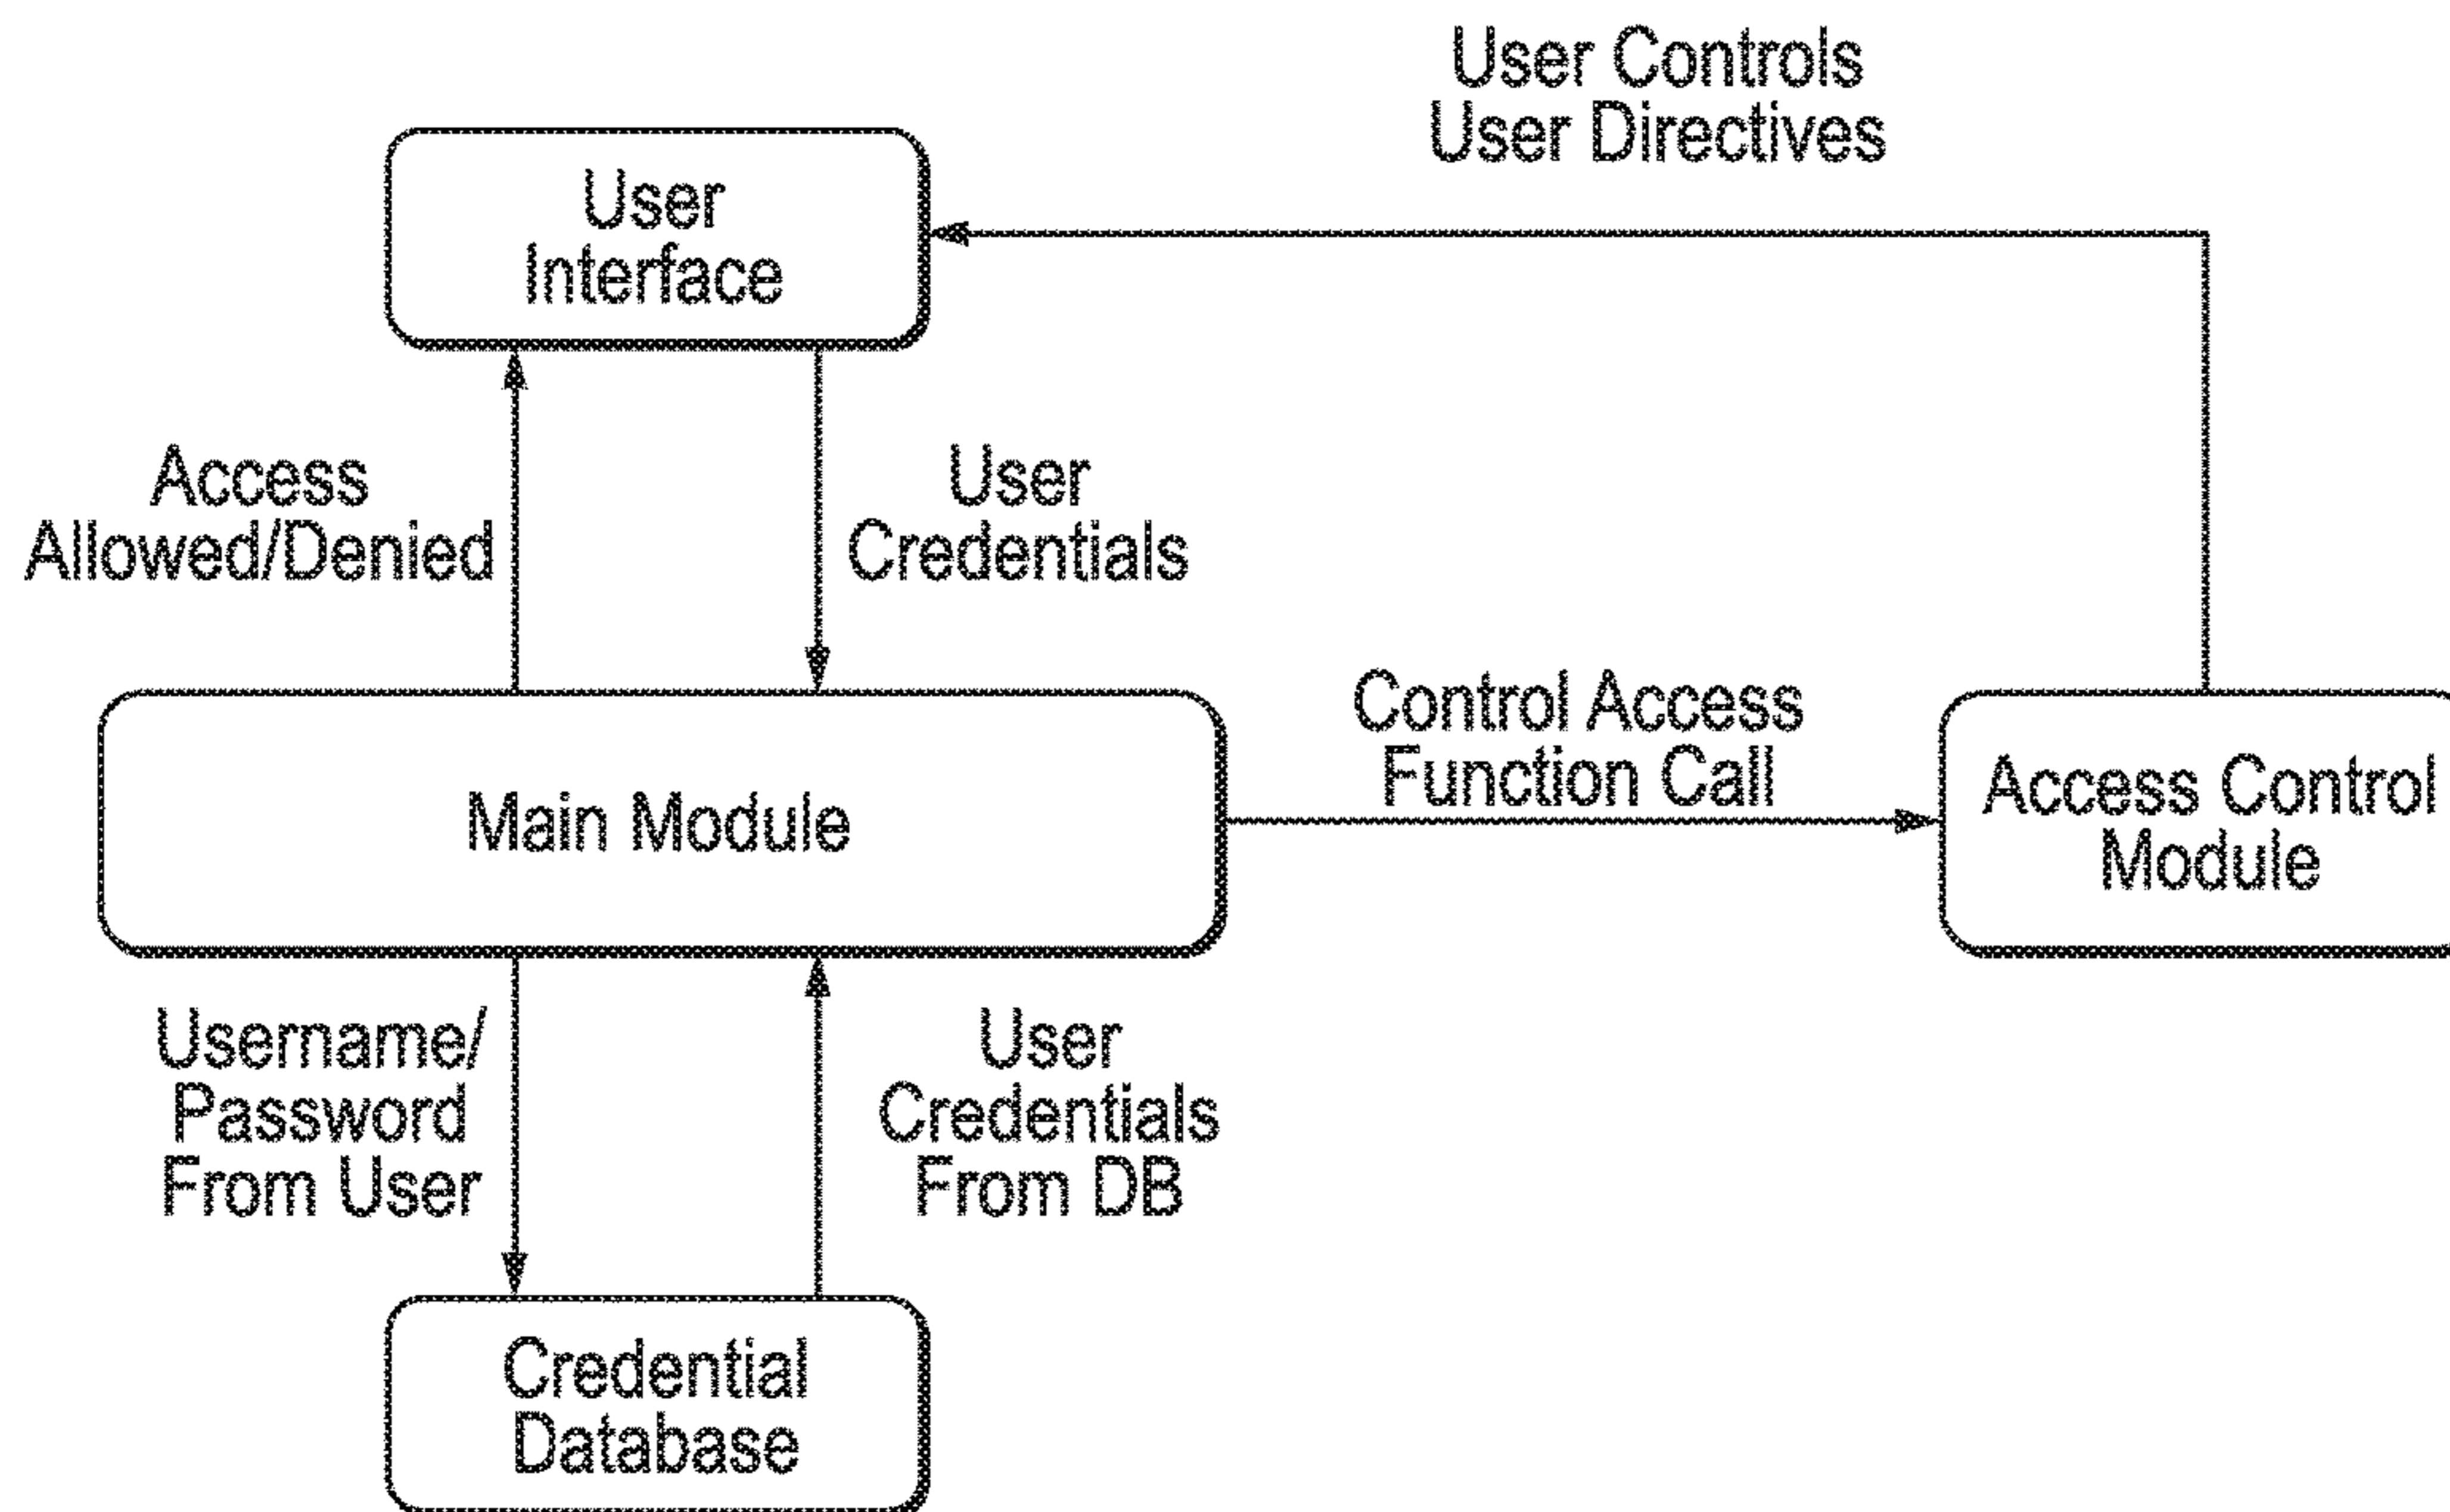 User Controls
User Directives
User
Interface
Access
Allowed/Denied
User
Credentials
Control Access
Function Call
Main Module
Access Control
Module
Username/
Password
From User
User
Credentials
From DB
Credential
Database